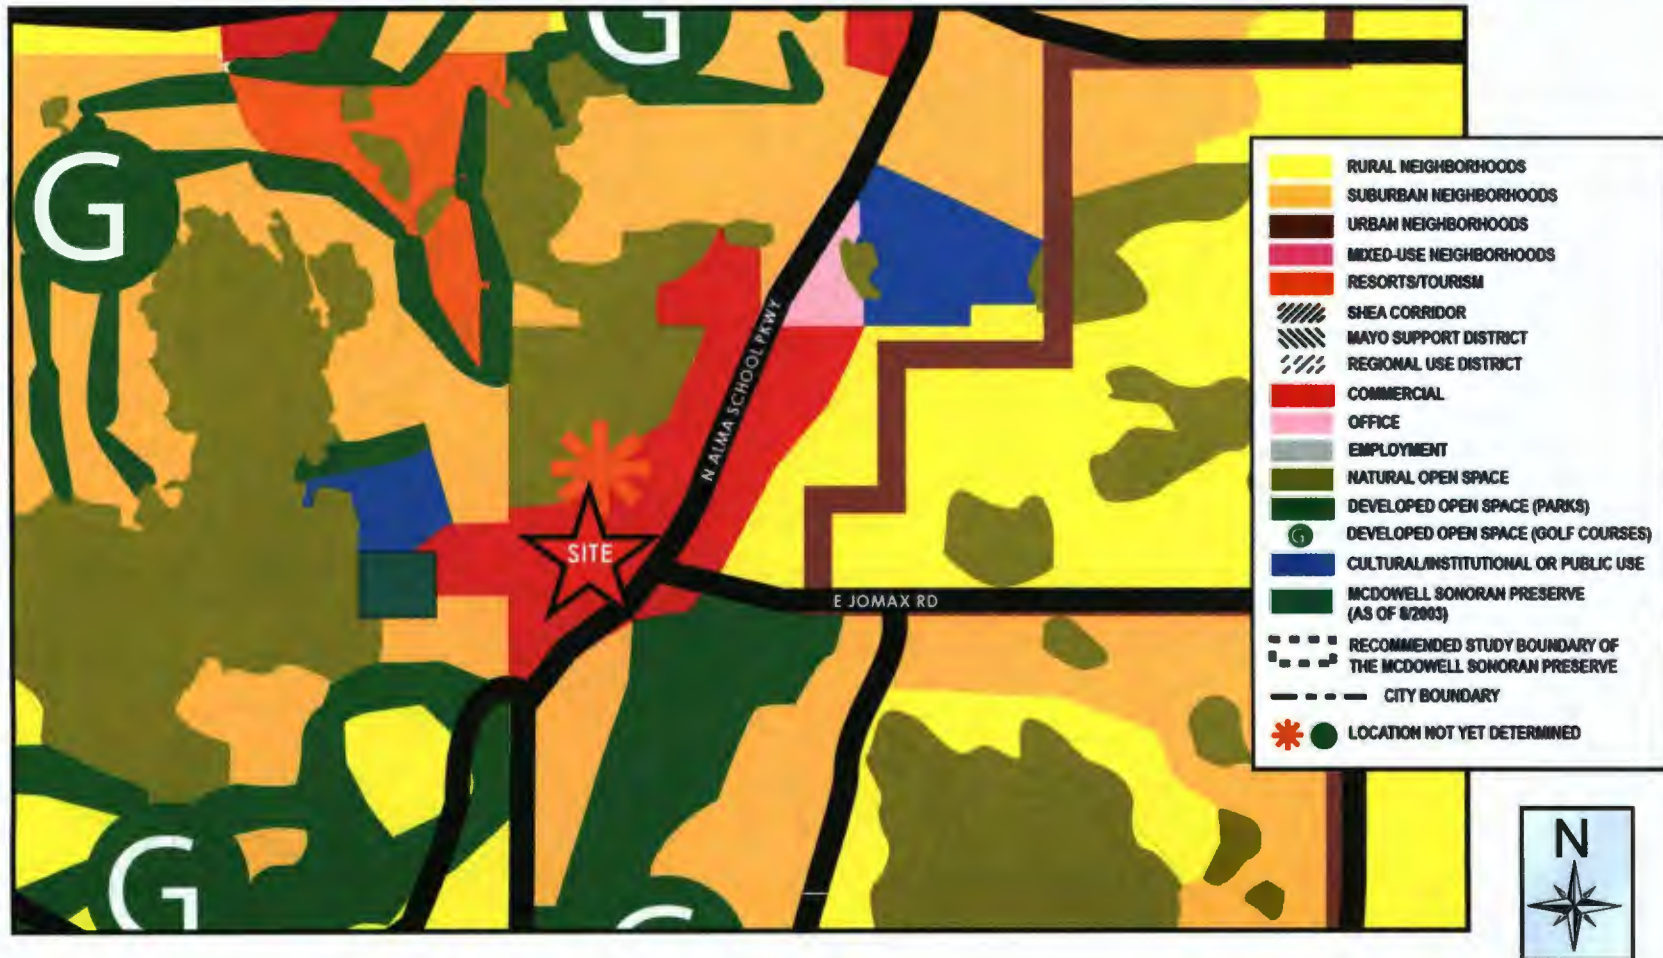 G
G
RURAL NEIGHBORHOODS
SUBURBAN NEIGHBORHOODS
URBAN NEIGHBORHOODS
MIXED-USE NEIGHBORHOODS
RESORTS/TOURISM
SHEA CORRIDOR
MAYO SUPPORT DISTRICT
REGIONAL USE DISTRICT
COMMERCIAL
OFFICE
EMPLOYMENT
NATURAL OPEN SPACE
DEVELOPED OPEN SPACE (PARKS)
G DEVELOPED OPEN SPACE (GOLF COURSES)
CULTURAL/INSTITUTIONAL OR PUBLIC USE
MCDOWELL SONORAN PRESERVE
(AS OF 8/2003)
RECOMMENDED STUDY BOUNDARY OF
THE MCDOWELL SONORAN PRESERVE
CITY BOUNDARY
LOCATION NOT YET DETERMINED
N ALMA SCHOOL PKWY
SITE
E JOMAX RD
G
G
N